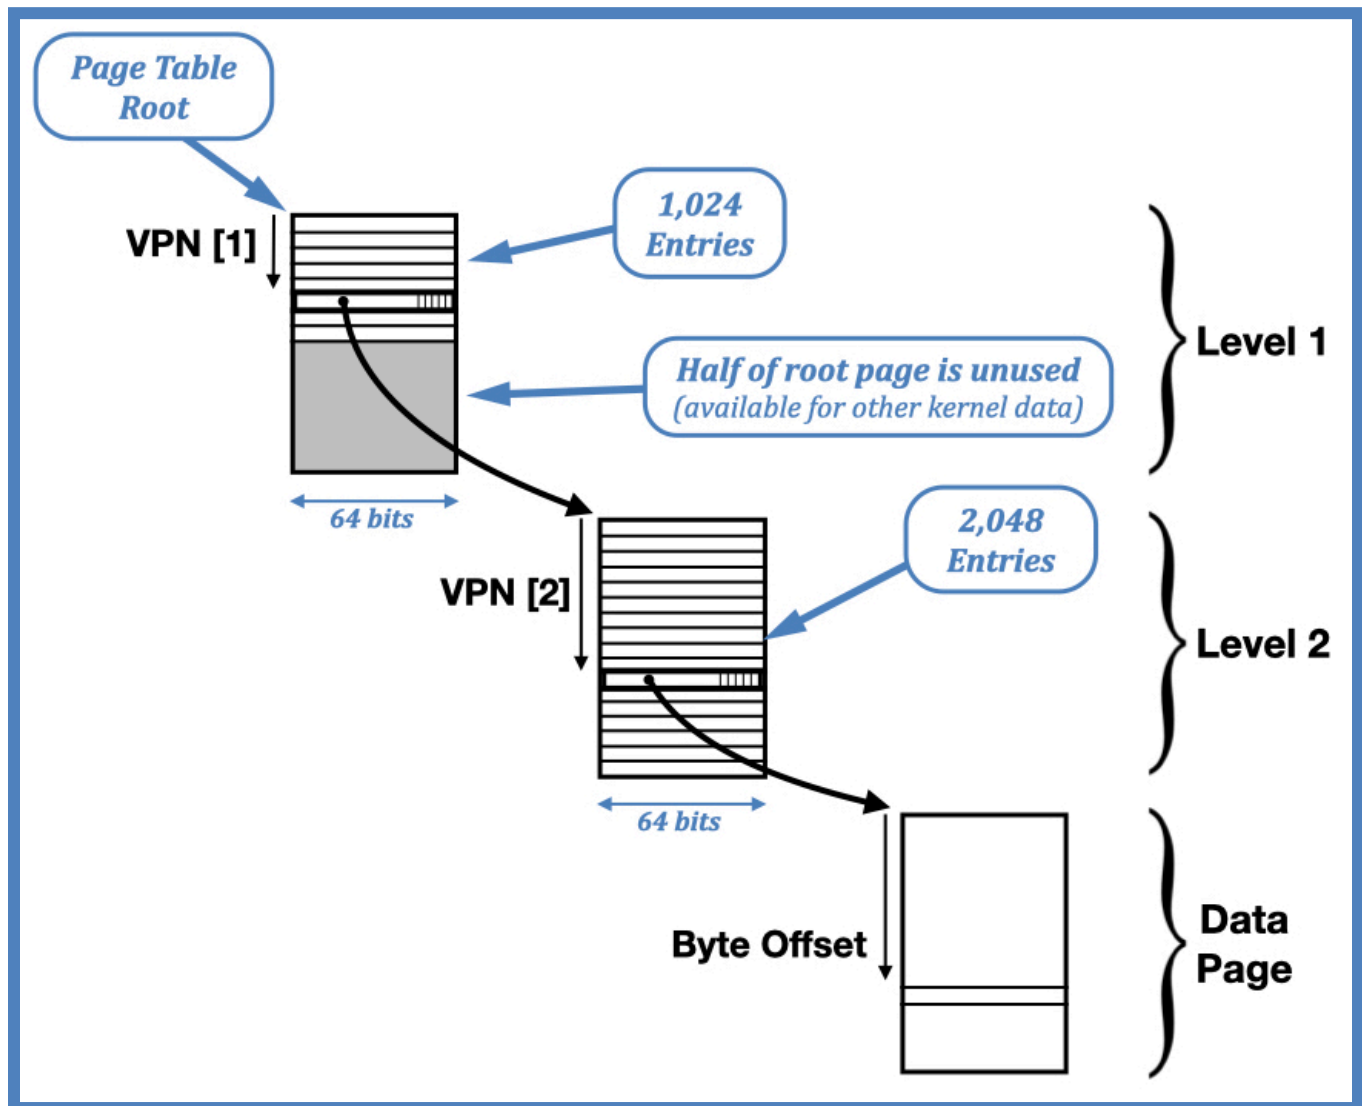 Page Table
Root
VPN [1]
1,024
Entries
Level 1
Half of root page is unused
(available for other kernel data)
64 bits
VPN [2]
2,048
Entries
Level 2
64 bits
Byte Offset
Data
Page